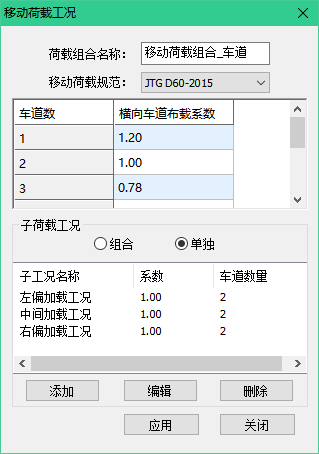 移动荷载工况
荷载组合名称： 移动荷载组合_车道
移动荷载规范： JTG D60-2015
车道数 横向车道布载系数
1 1.20
2 1.00
3 0.78
子荷载工况
组合 单独
子工况名称 系数 车道数量
左偏加载工况 1.00 2
中间加载工况 1.00 2
右偏加载工况 1.00 2
添加 编辑 删除
应用 关闭